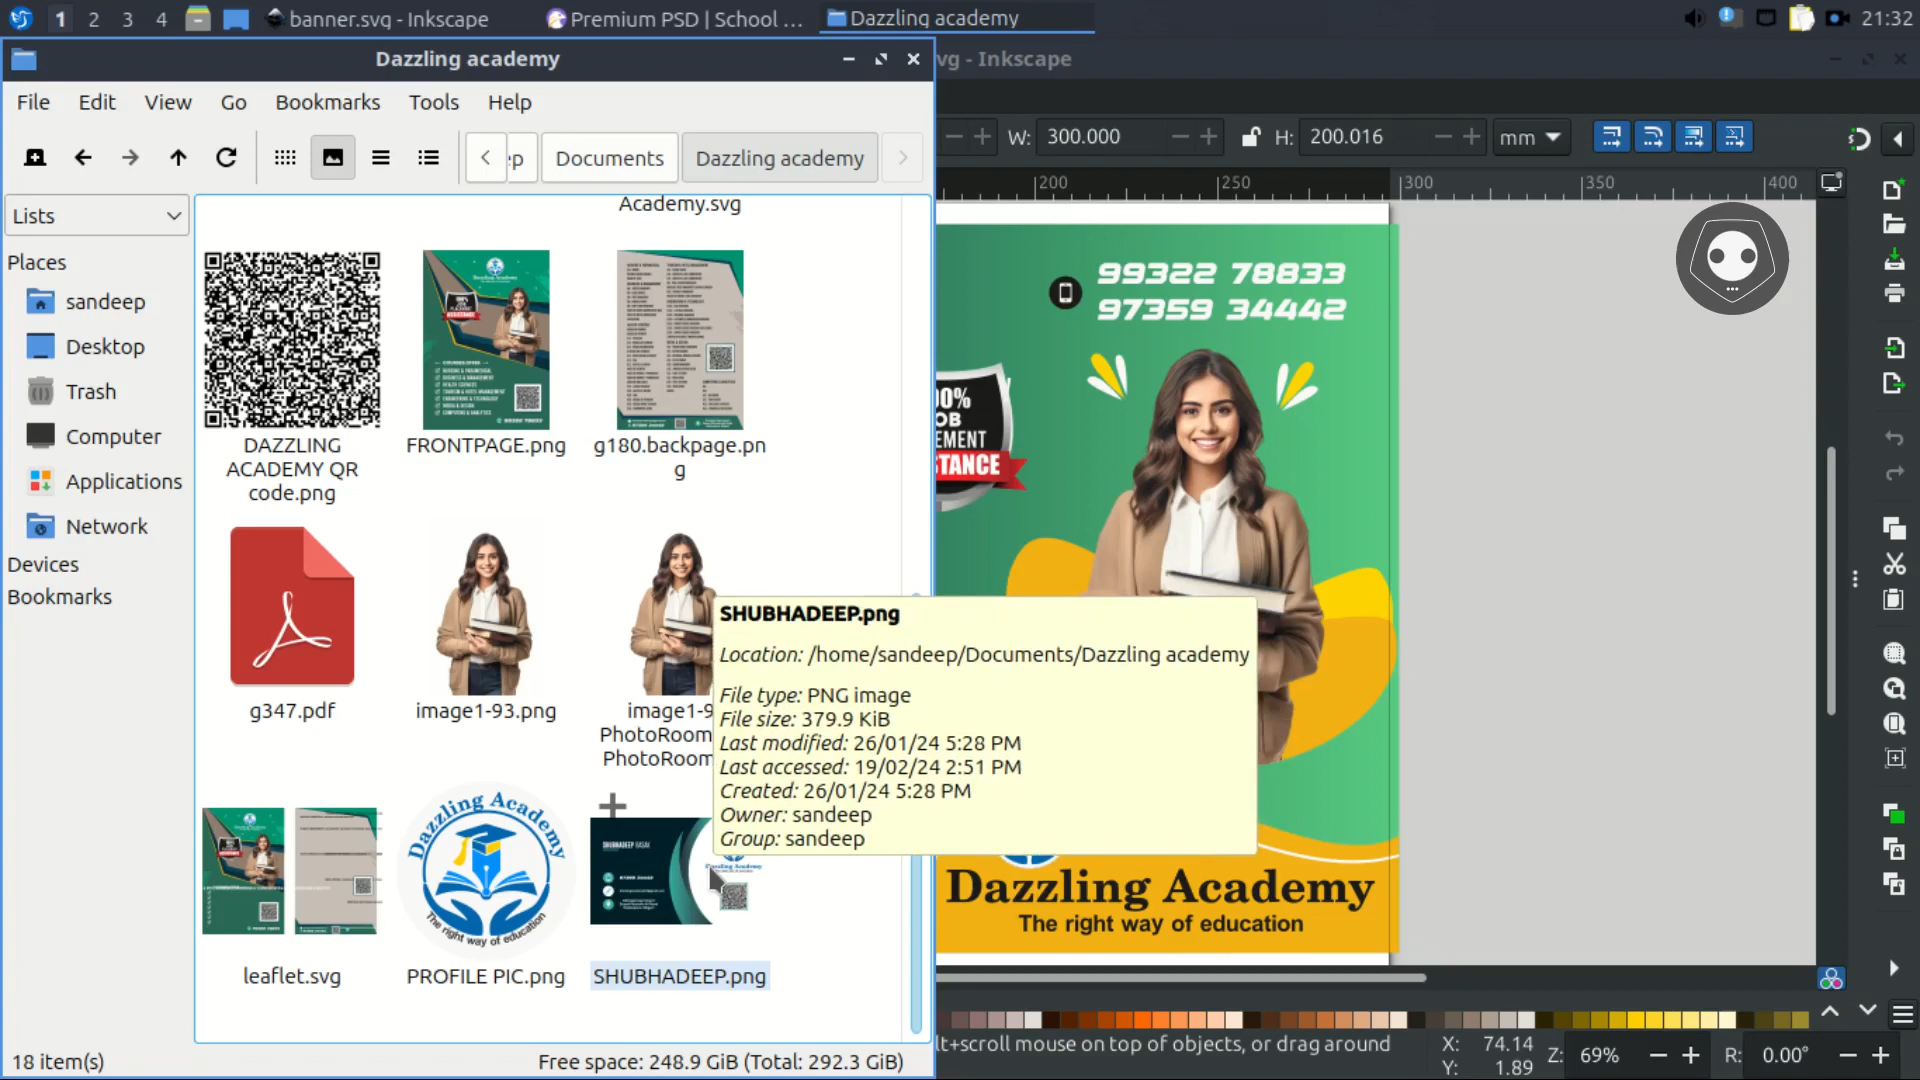 1 2 3 4 banner.svg - Inkscape Premium PSD | School ... Dazzling academy 21:32
Dazzling academy
vg - Inkscape
File Edit View Go Bookmarks Tools Help
p Documents Dazzling academy
W: 300.000 H: 200.016 mm
200 250 300 350 400
Lists
Places
sandeep
Desktop
Trash
Computer
Applications
Network
Devices
Bookmarks
Academy.svg
DAZZLING
ACADEMY QR
code.png
FRONTPAGE.png
g180.backpage.pn
g
g347.pdf
image1-93.png
image1-9
PhotoRoom
PhotoRoom
leaflet.svg
Dazzling Academy
The right way of education
PROFILE PIC.png
SHUBHADEEP BASAK
SHUBHADEEP.png
SHUBHADEEP.png
Location: /home/sandeep/Documents/Dazzling academy
File type: PNG image
File size: 379.9 KiB
Last modified: 26/01/24 5:28 PM
Last accessed: 19/02/24 2:51 PM
Created: 26/01/24 5:28 PM
Owner: sandeep
Group: sandeep
99322 78833
97359 34442
Dazzling Academy
The right way of education
18 item(s) Free space: 248.9 GiB (Total: 292.3 GiB)
lt+scroll mouse on top of objects, or drag around
X: 74.14
Y: 1.89
Z: 69%
R: 0.00°